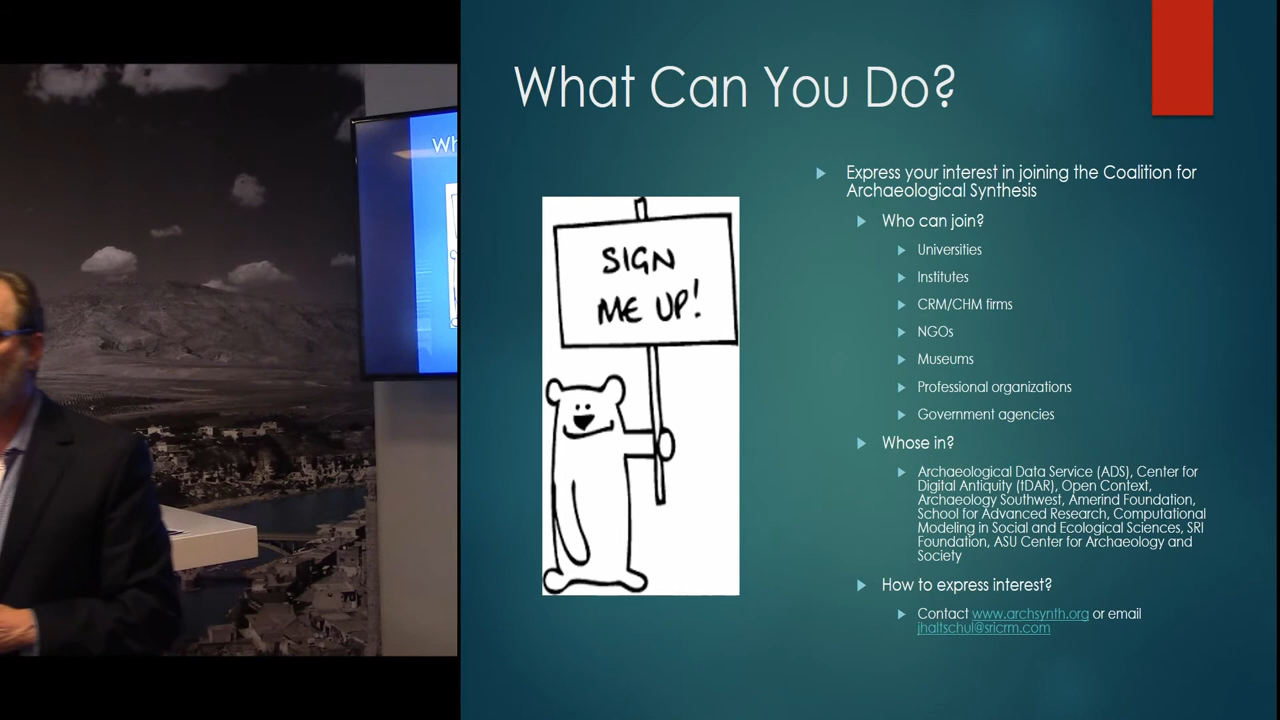 What Can You Do?
Wh
SIGN
ME UP!
Express your interest in joining the Coalition for
Archaeological Synthesis
Who can join?
Universities
Institutes
CRM/CHM firms
NGOs
Museums
Professional organizations
Government agencies
Whose in?
Archaeological Data Service (ADS), Center for
Digital Antiquity (tDAR), Open Context,
Archaeology Southwest, Amerind Foundation,
School for Advanced Research, Computational
Modeling in Social and Ecological Sciences, SRI
Foundation, ASU Center for Archaeology and
Society
How to express interest?
Contact www.archsynth.org or email
jhaltschul@sricrm.com